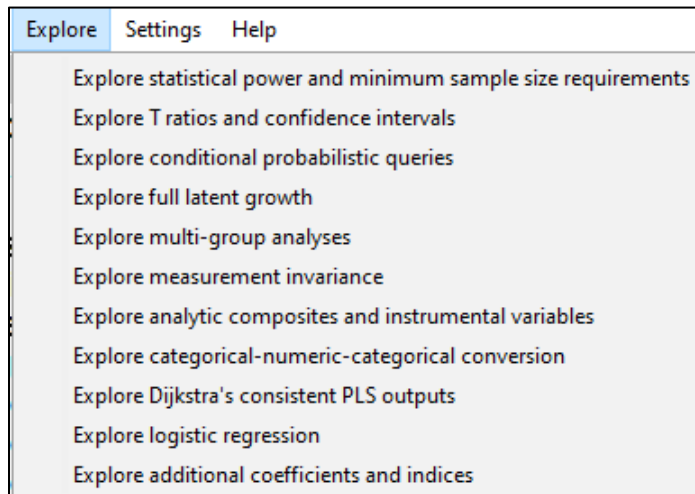 Explore Settings Help
Explore statistical power and minimum sample size requirements
Explore T ratios and confidence intervals
Explore conditional probabilistic queries
Explore full latent growth
Explore multi-group analyses
Explore measurement invariance
Explore analytic composites and instrumental variables
Explore categorical-numeric-categorical conversion
Explore Dijkstra's consistent PLS outputs
Explore logistic regression
Explore additional coefficients and indices